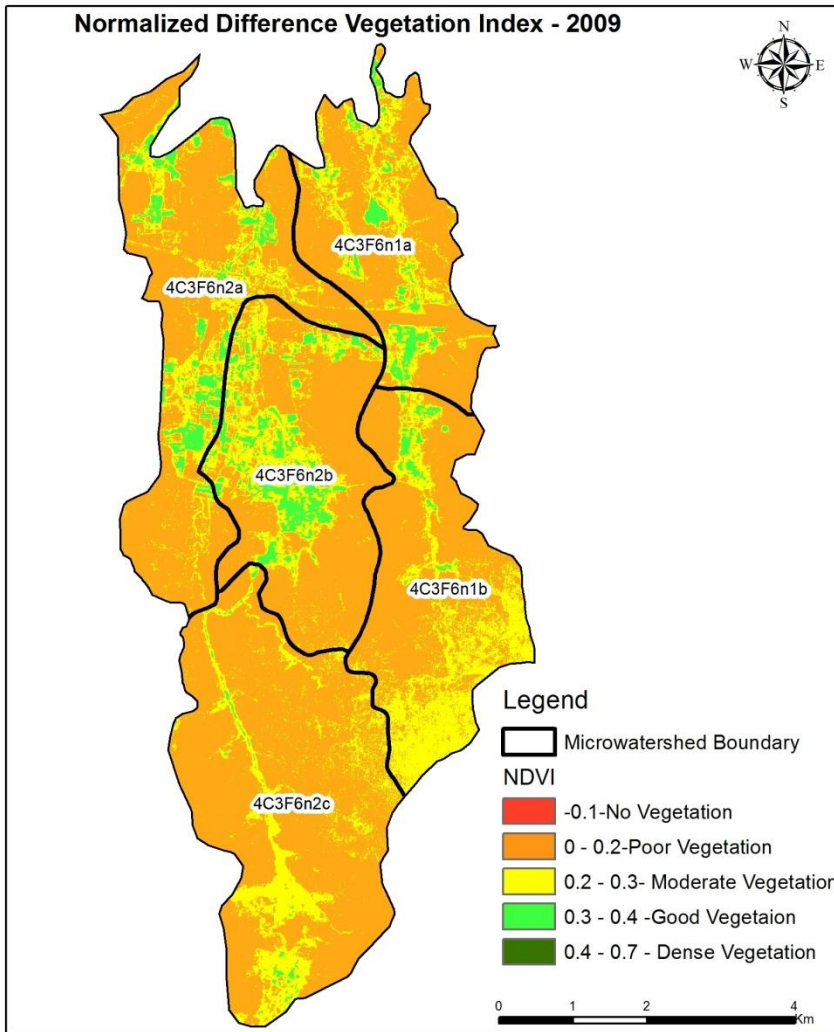 Normalized Difference Vegetation Index - 2009
N
W E
S
4C3F6n1a
4C3F6n2a
4C3F6n2b
4C3F6n1b
4C3F6n2c
Legend
Microwatershed Boundary
NDVI
-0.1-No Vegetation
0 - 0.2-Poor Vegetation
0.2 - 0.3- Moderate Vegetation
0.3 - 0.4 -Good Vegetaion
0.4 - 0.7 - Dense Vegetation
0 1 2 4
Km